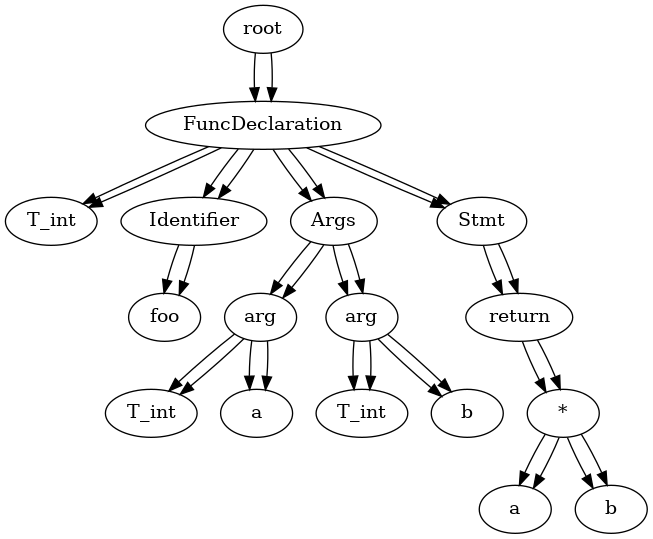 root
FuncDeclaration
T_int
Identifier
Args
Stmt
foo
arg
arg
return
T_int
a
T_int
b
*
a
b